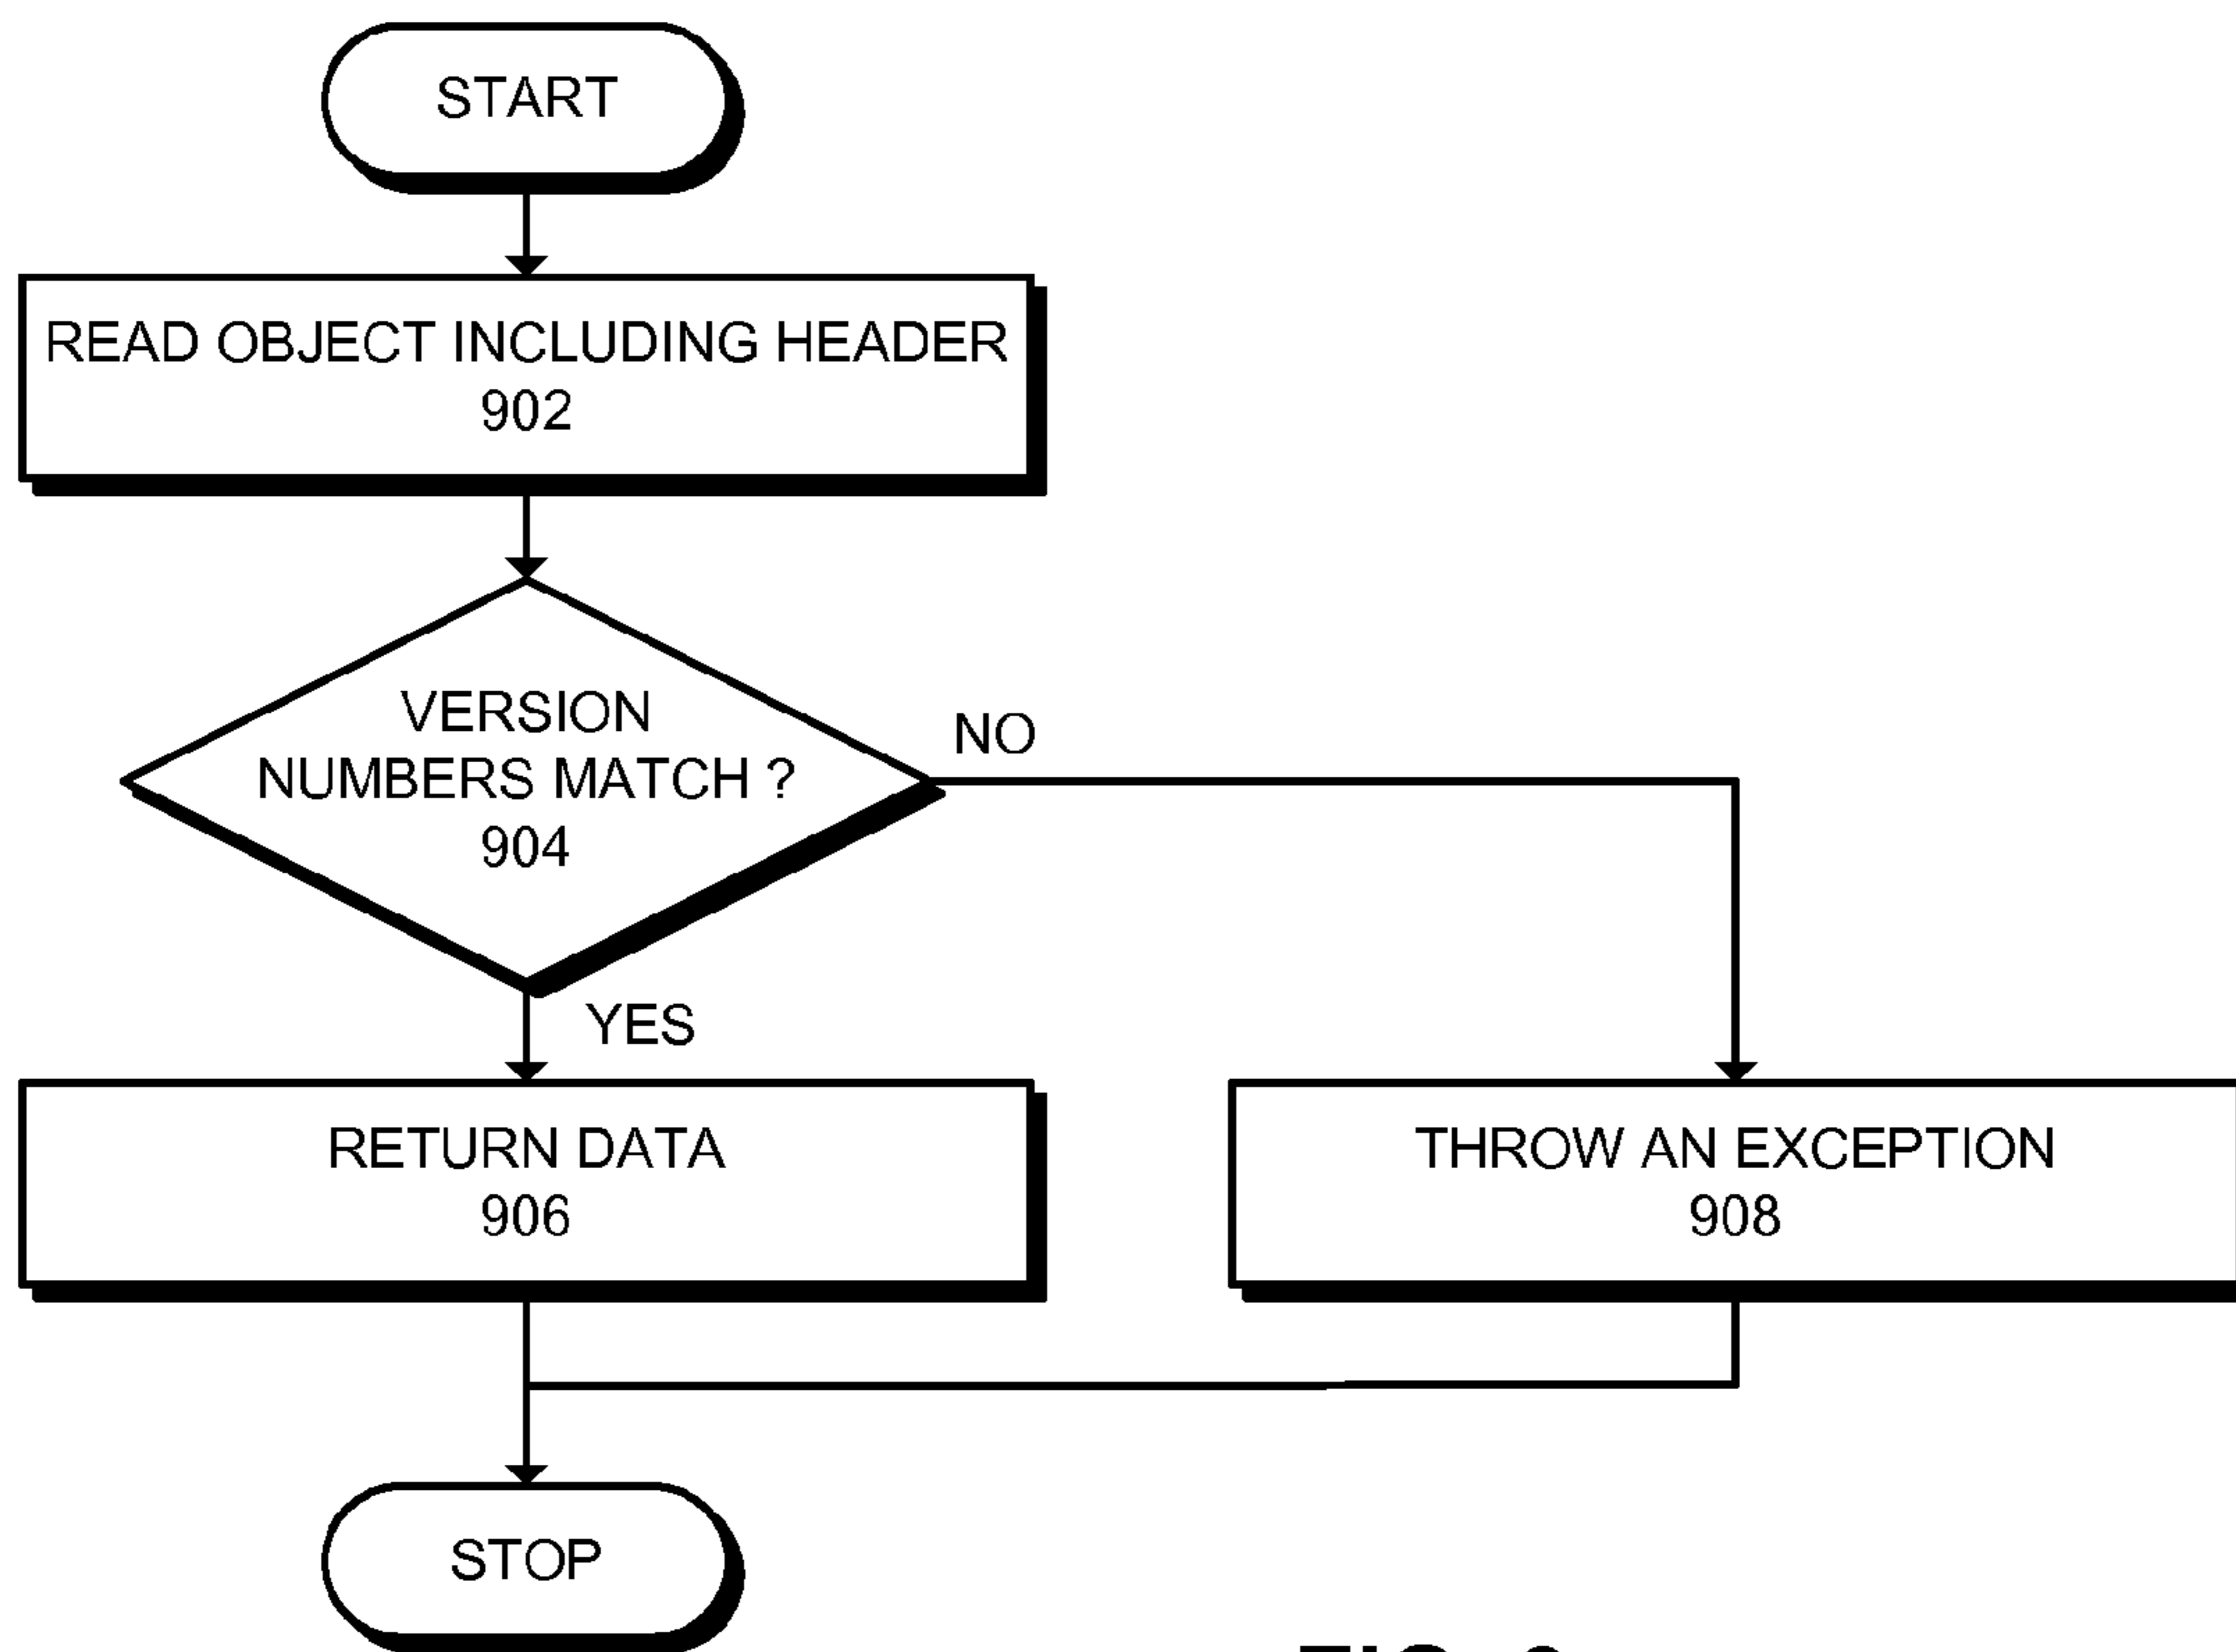 START
READ OBJECT INCLUDING HEADER
902
VERSION
NUMBERS MATCH ?
904
NO
YES
RETURN DATA
906
THROW AN EXCEPTION
908
STOP